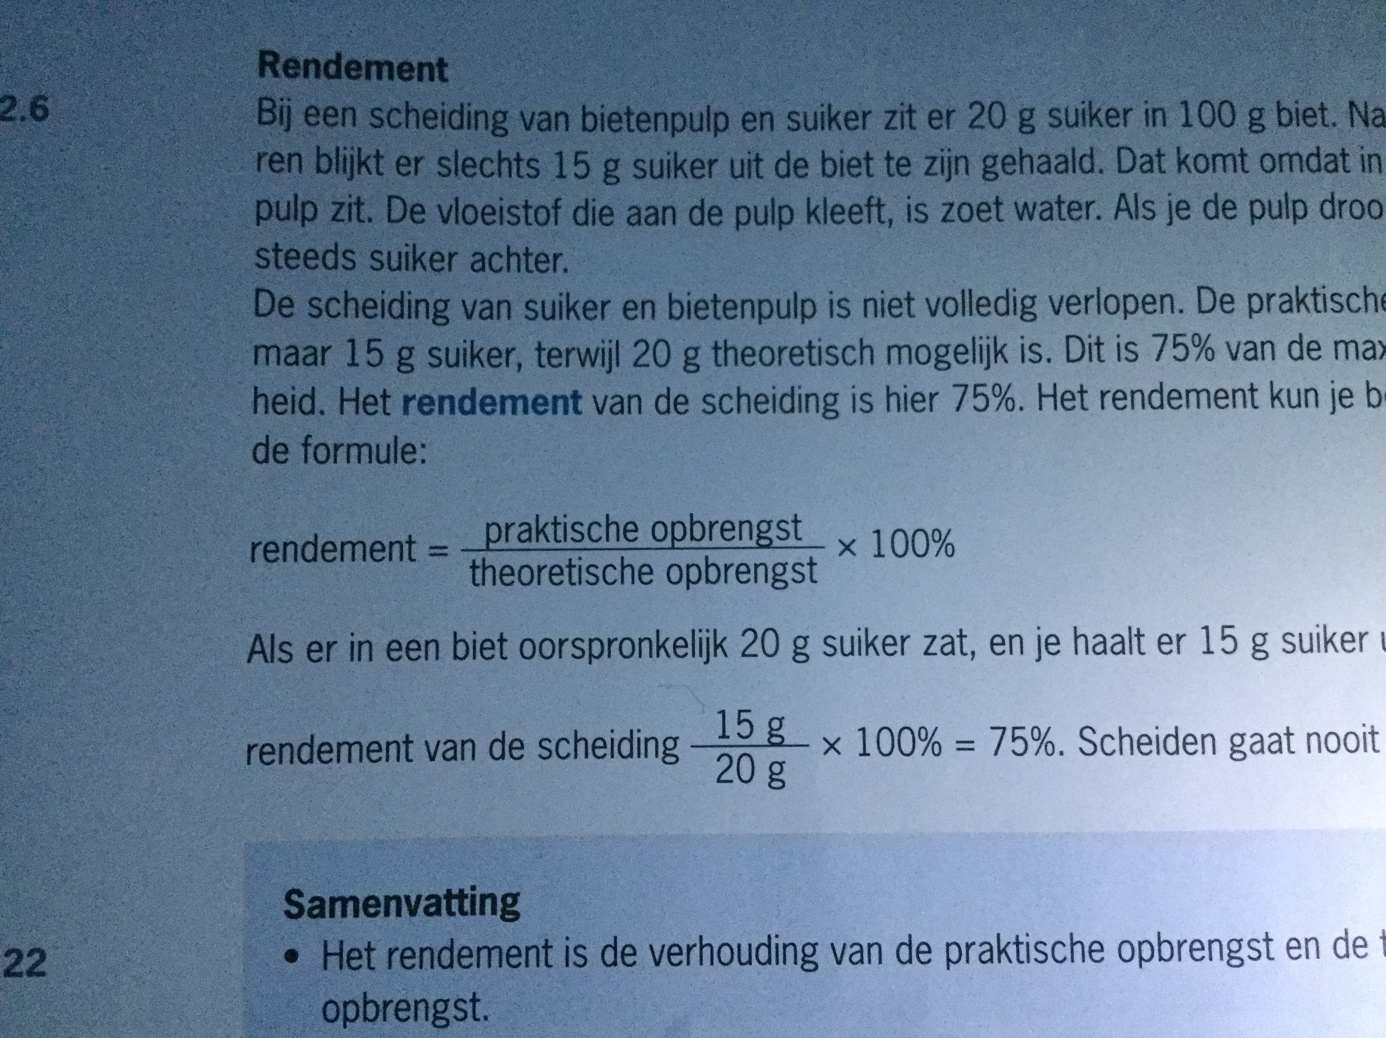 Rendement
2.6
Bij een scheiding van bietenpulp en suiker zit er 20 g suiker in 100 g biet. Na
ren blijkt er slechts 15 g suiker uit de biet te zijn gehaald. Dat komt omdat in
pulp zit. De vloeistof die aan de pulp kleeft, is zoet water. Als je de pulp droo
steeds suiker achter.
De scheiding van suiker en bietenpulp is niet volledig verlopen. De praktische
maar 15 g suiker, terwijl 20 g theoretisch mogelijk is. Dit is 75% van de max
heid. Het rendement van de scheiding is hier 75%. Het rendement kun je b
de formule:
rendement = praktische opbrengst / theoretische opbrengst × 100%
Als er in een biet oorspronkelijk 20 g suiker zat, en je haalt er 15 g suiker
rendement van de scheiding 15 g / 20 g × 100% = 75%. Scheiden gaat nooit
Samenvatting
• Het rendement is de verhouding van de praktische opbrengst en de t
22
opbrengst.